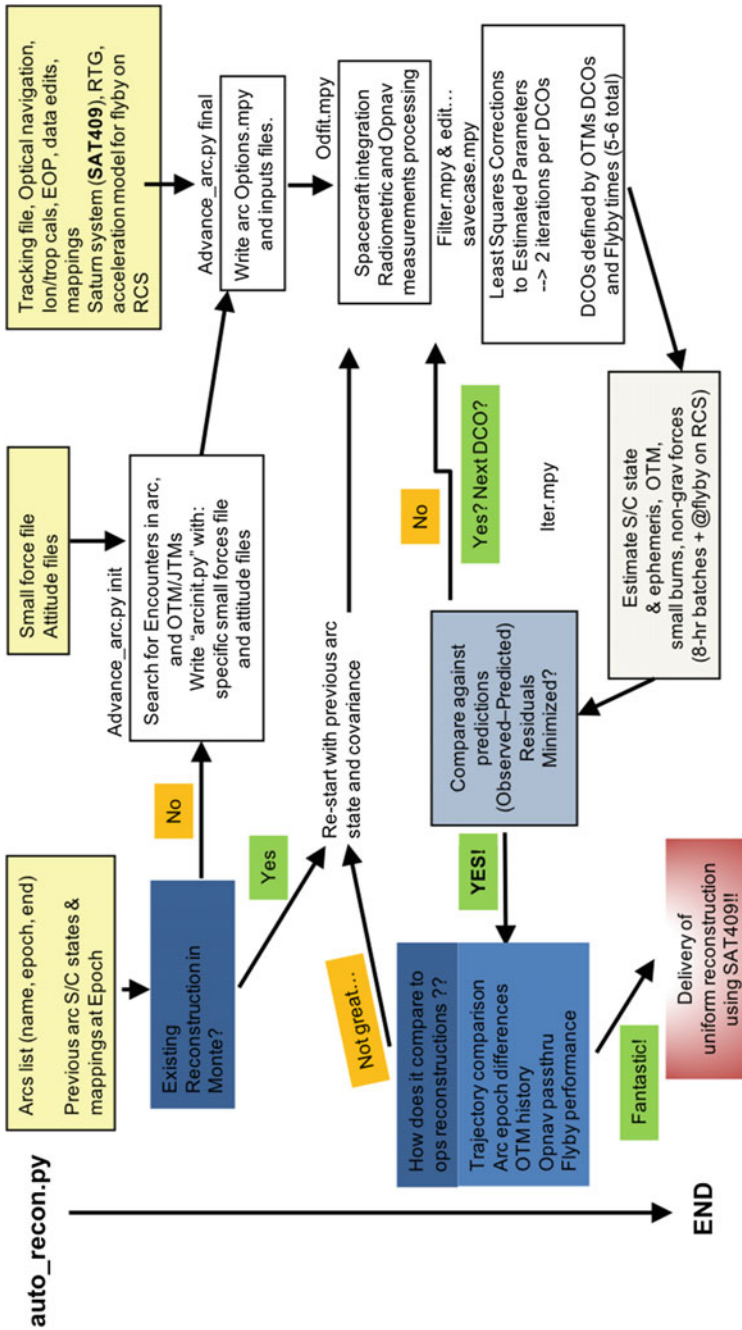 auto_recon.py
END
Arcs list (name, epoch, end)
Previous arc S/C states &
mappings at Epoch
Existing
Reconstruction in
Monte?
No
Yes
Small force file
Attitude files
Advance_arc.py init
Search for Encounters in arc,
and OTM/JTMs
Write “arcinit.py” with:
specific small forces file
and attitude files
Tracking file, Optical navigation,
Ion/trop cals, EOP, data edits,
mappings
Saturn system (SAT409), RTG,
acceleration model for flyby on
RCS
Advance_arc.py final
Write arc Options.mpy
and inputs files.
Re-start with previous arc
state and covariance
Odfit.mpy
Spacecraft integration
Radiometric and Opnav
measurements processing
Filter.mpy & edit...
savecase.mpy
Least Squares Corrections
to Estimated Parameters
--> 2 iterations per DCOs
DCOs defined by OTMs DCOs
and Flyby times (5-6 total)
Estimate S/C state
& ephemeris, OTM,
small burns, non-grav forces
(8-hr batches + @flyby on RCS)
Iter.mpy
Compare against
predictions
(Observed–Predicted)
Residuals
Minimized?
No
Yes? Next DCO?
YES!
How does it compare to
ops reconstructions ??
Trajectory comparison
Arc epoch differences
OTM history
Opnav passthru
Flyby performance
Not great...
Fantastic!
Delivery of
uniform reconstruction
using SAT409!!